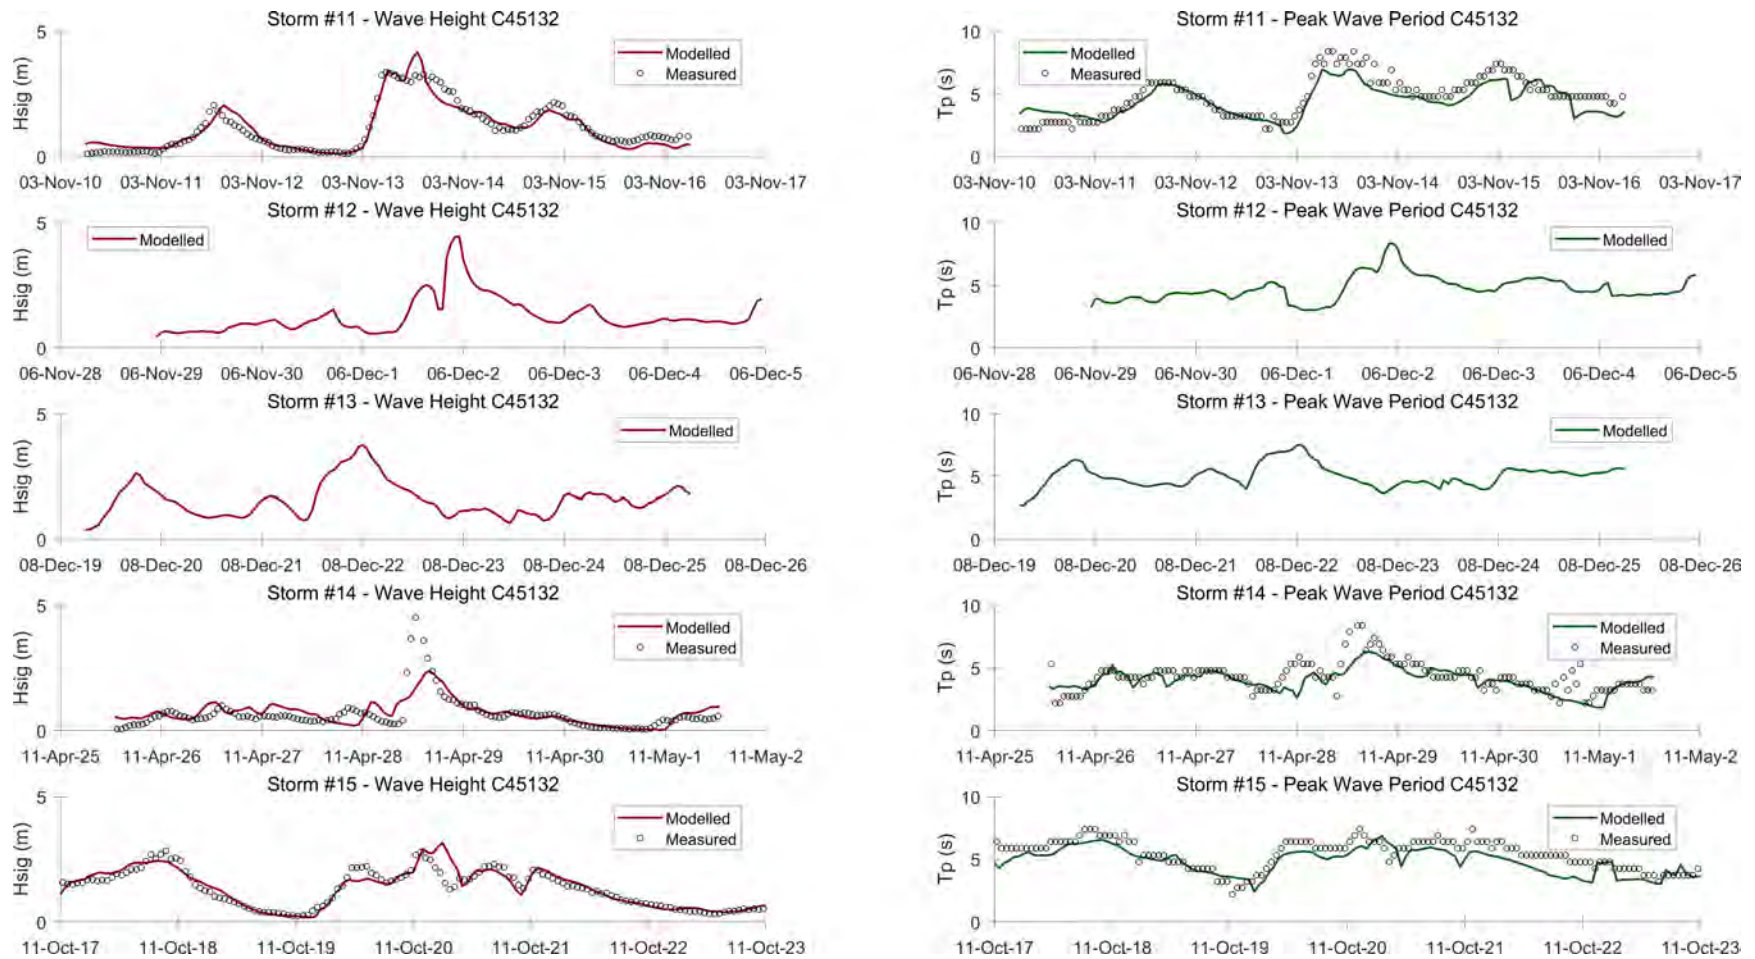 Storm #11 - Wave Height C45132
Hsig (m)
5
0
Modelled
Measured
03-Nov-10 03-Nov-11 03-Nov-12 03-Nov-13 03-Nov-14 03-Nov-15 03-Nov-16 03-Nov-17
Storm #11 - Peak Wave Period C45132
Tp (s)
10
5
0
Modelled
Measured
03-Nov-10 03-Nov-11 03-Nov-12 03-Nov-13 03-Nov-14 03-Nov-15 03-Nov-16 03-Nov-17
Storm #12 - Wave Height C45132
Hsig (m)
5
0
Modelled
06-Nov-28 06-Nov-29 06-Nov-30 06-Dec-1 06-Dec-2 06-Dec-3 06-Dec-4 06-Dec-5
Storm #12 - Peak Wave Period C45132
Tp (s)
10
5
0
Modelled
06-Nov-28 06-Nov-29 06-Nov-30 06-Dec-1 06-Dec-2 06-Dec-3 06-Dec-4 06-Dec-5
Storm #13 - Wave Height C45132
Hsig (m)
5
0
Modelled
08-Dec-19 08-Dec-20 08-Dec-21 08-Dec-22 08-Dec-23 08-Dec-24 08-Dec-25 08-Dec-26
Storm #13 - Peak Wave Period C45132
Tp (s)
10
5
0
Modelled
08-Dec-19 08-Dec-20 08-Dec-21 08-Dec-22 08-Dec-23 08-Dec-24 08-Dec-25 08-Dec-26
Storm #14 - Wave Height C45132
Hsig (m)
5
0
Modelled
Measured
11-Apr-25 11-Apr-26 11-Apr-27 11-Apr-28 11-Apr-29 11-Apr-30 11-May-1 11-May-2
Storm #14 - Peak Wave Period C45132
Tp (s)
10
5
0
Modelled
Measured
11-Apr-25 11-Apr-26 11-Apr-27 11-Apr-28 11-Apr-29 11-Apr-30 11-May-1 11-May-2
Storm #15 - Wave Height C45132
Hsig (m)
5
0
Modelled
Measured
11-Oct-17 11-Oct-18 11-Oct-19 11-Oct-20 11-Oct-21 11-Oct-22 11-Oct-23
Storm #15 - Peak Wave Period C45132
Tp (s)
10
5
0
Modelled
Measured
11-Oct-17 11-Oct-18 11-Oct-19 11-Oct-20 11-Oct-21 11-Oct-22 11-Oct-23